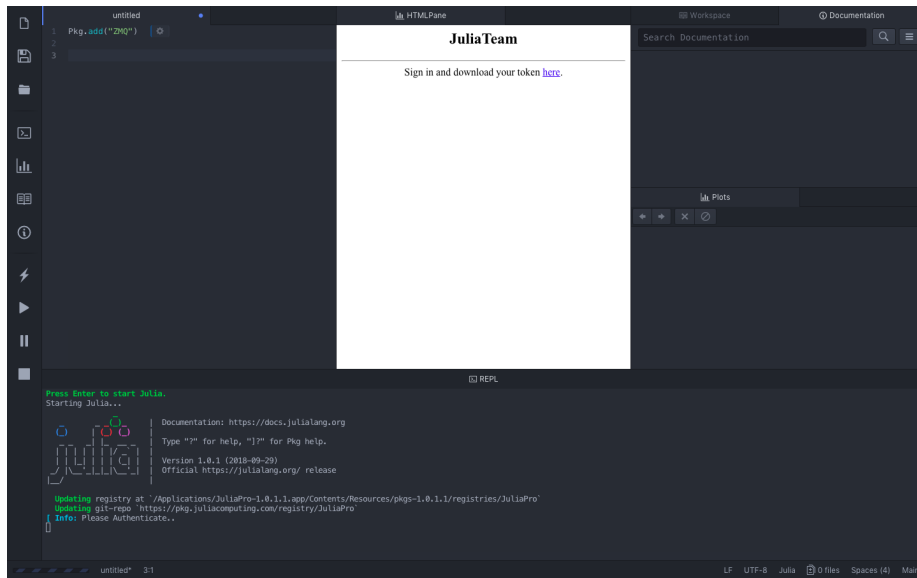 untitled
HTMLPane
Workspace
Documentation
1 Pkg.add("ZMQ")
2
3
JuliaTeam
Sign in and download your token here.
Search Documentation
Plots
REPL
Press Enter to start Julia.
Starting Julia...
Documentation: https://docs.julialang.org
Type "?" for help, "]?" for Pkg help.
Version 1.0.1 (2018-09-29)
Official https://julialang.org/ release
Updating registry at `/Applications/JuliaPro-1.0.1.1.app/Contents/Resources/pkgs-1.0.1.1/registries/JuliaPro`
Updating git-repo `https://pkg.juliacomputing.com/registry/JuliaPro`
[ Info: Please Authenticate..
untitled* 3:1
LF UTF-8 Julia 0 files Spaces (4) Mai